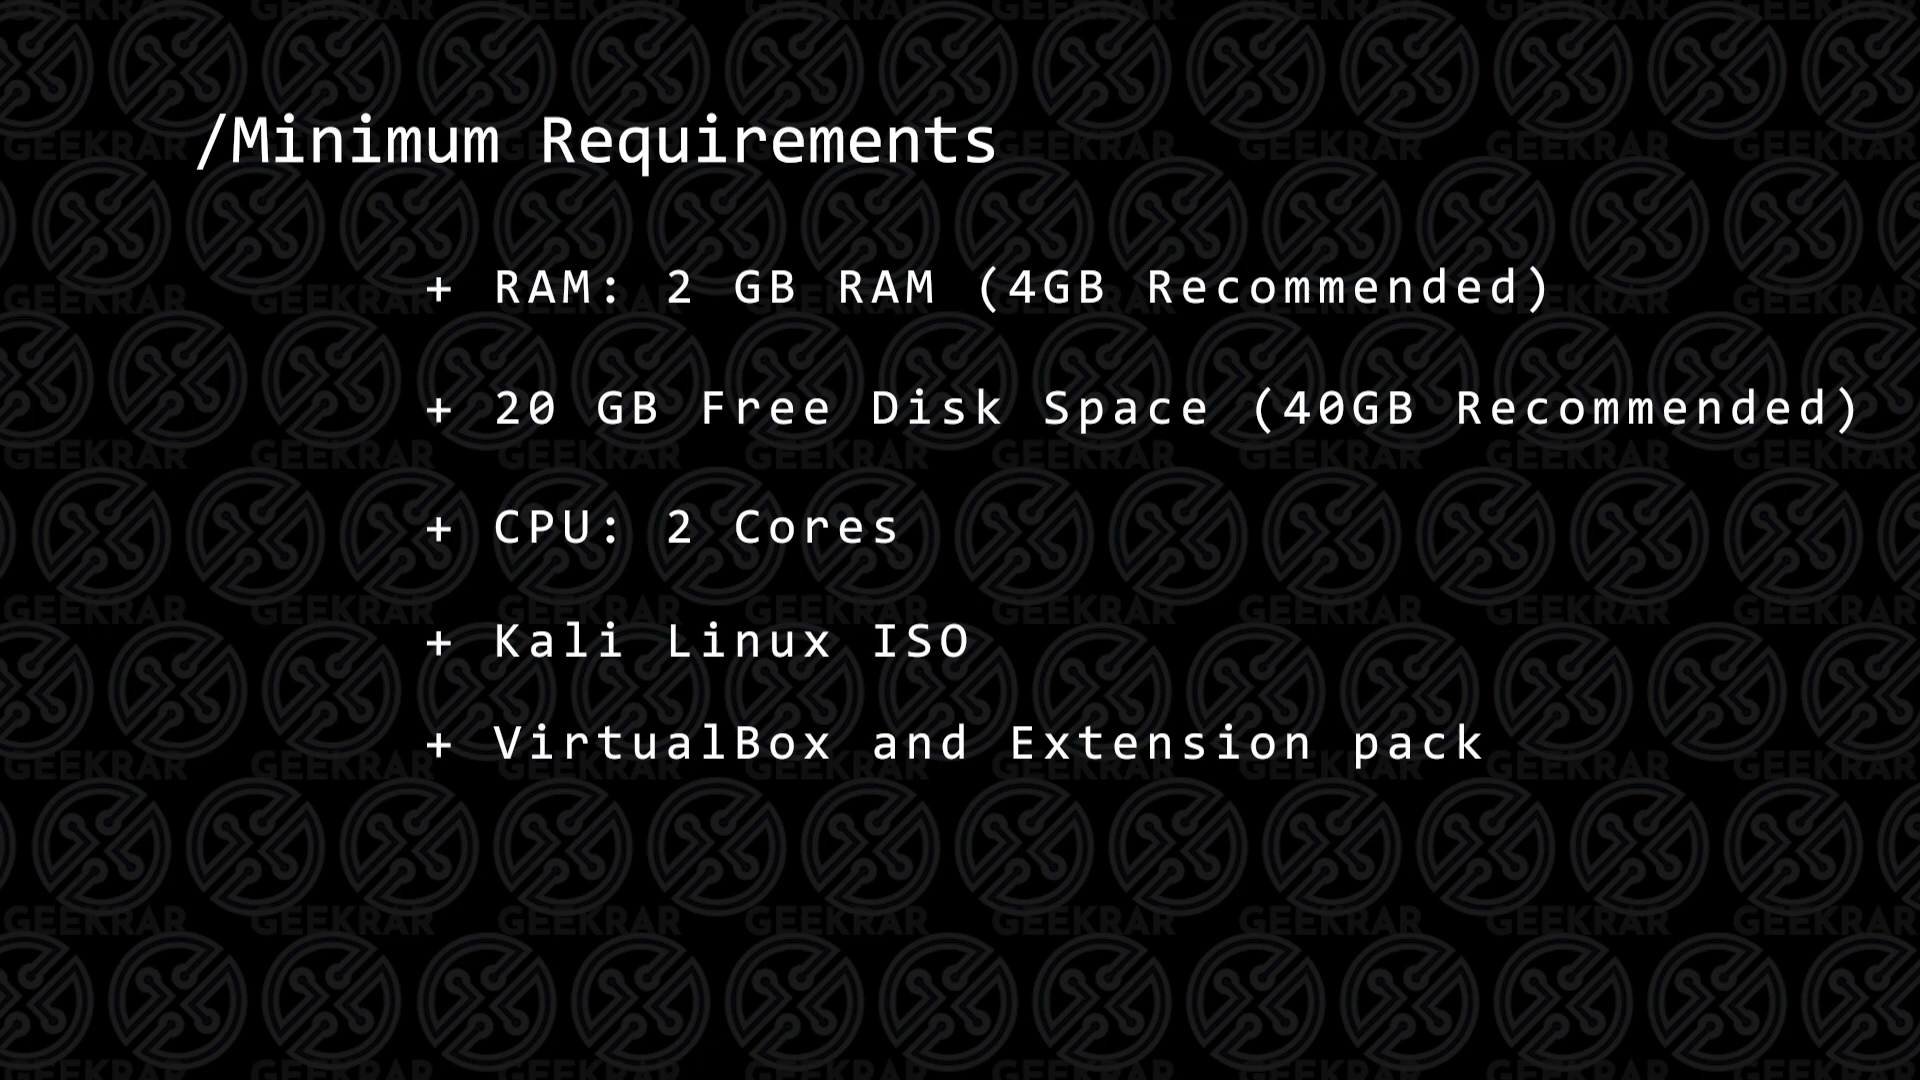 /Minimum Requirements
+ RAM: 2 GB RAM (4GB Recommended)
+ 20 GB Free Disk Space (40GB Recommended)
+ CPU: 2 Cores
+ Kali Linux ISO
+ VirtualBox and Extension pack
GEEKRAR